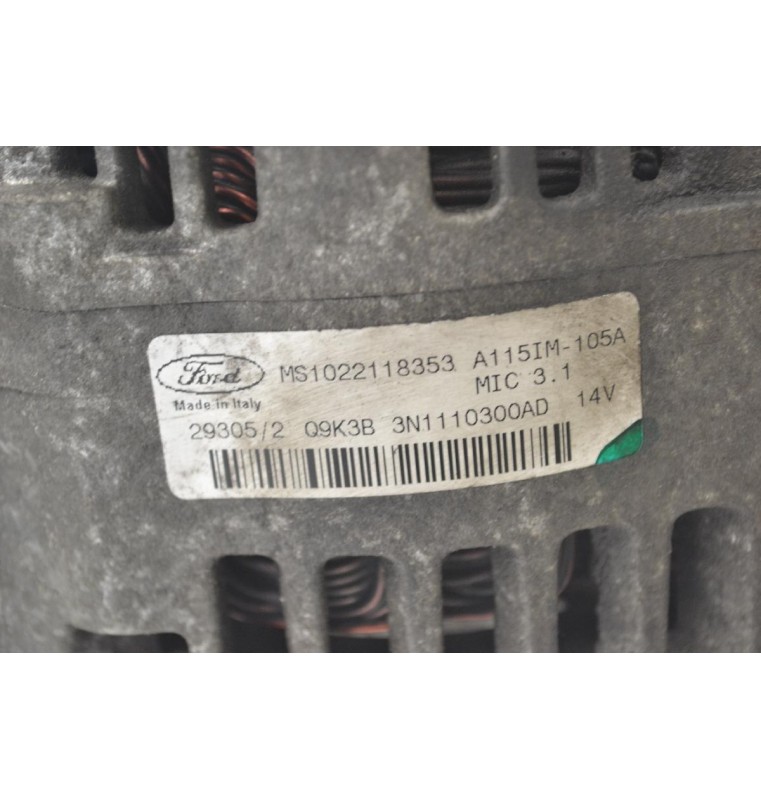 Ford MS1022118353 A115IM-105A
Made in Italy MIC 3.1
29305/2 Q9K3B 3N1110300AD 14V